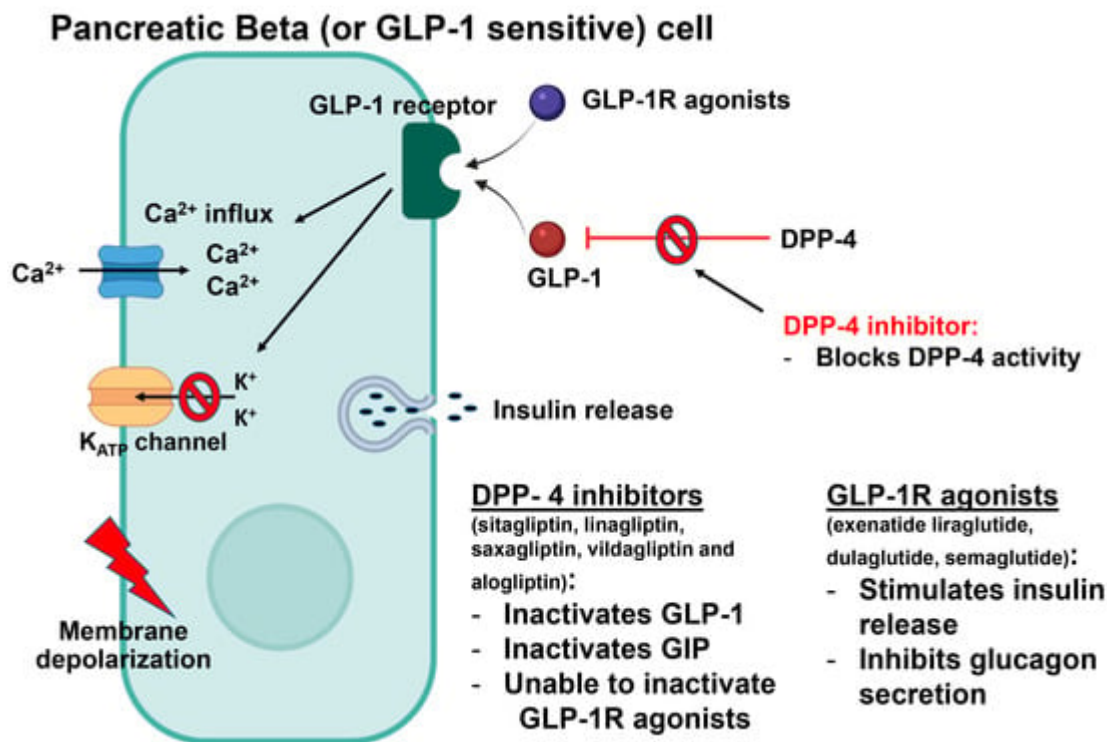 Pancreatic Beta (or GLP-1 sensitive) cell
GLP-1 receptor
GLP-1R agonists
Ca²⁺ influx
Ca²⁺
Ca²⁺
Ca²⁺
GLP-1
DPP-4
DPP-4 inhibitor:
- Blocks DPP-4 activity
K⁺
K⁺
K_ATP channel
Insulin release
Membrane
depolarization
DPP- 4 inhibitors
(sitagliptin, linagliptin,
saxagliptin, vildagliptin and
alogliptin):
- Inactivates GLP-1
- Inactivates GIP
- Unable to inactivate
GLP-1R agonists
GLP-1R agonists
(exenatide liraglutide,
dulaglutide, semaglutide):
- Stimulates insulin
release
- Inhibits glucagon
secretion